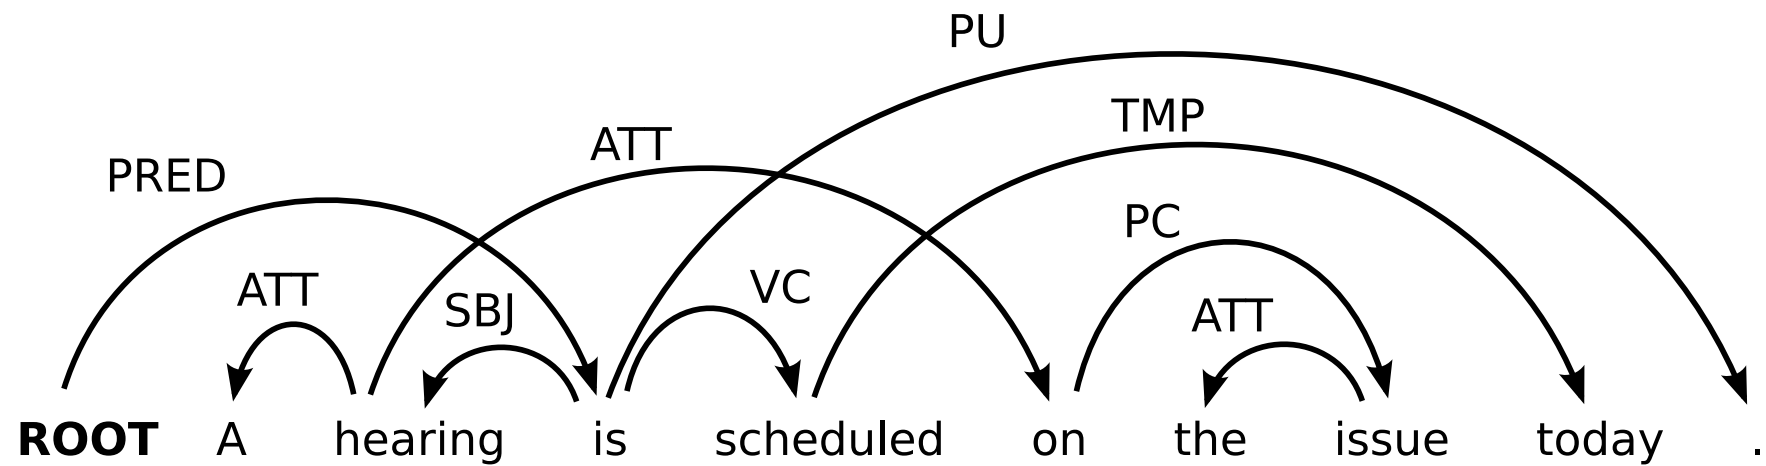 PU
TMP
ATT
PRED
PC
ATT
VC
SBJ
ATT
ROOT A hearing is scheduled on the issue today .